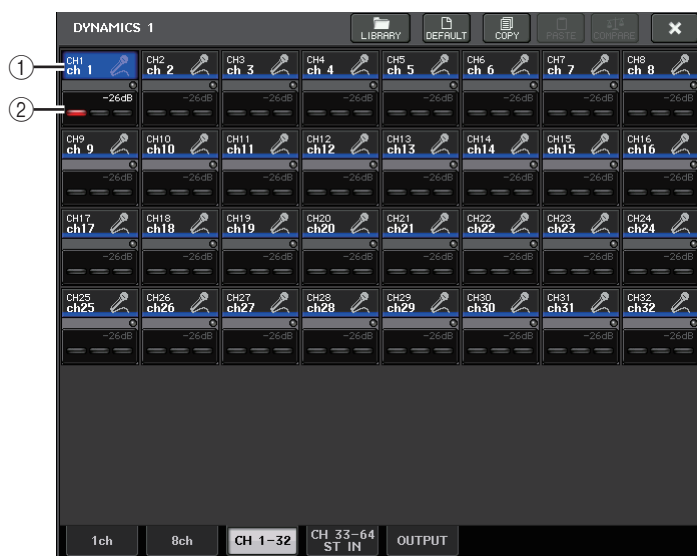 DYNAMICS 1 LIBRARY DEFAULT COPY PASTE COMPARE
①
CH1 CH2 CH3 CH4 CH5 CH6 CH7 CH8
ch 1 ch 2 ch 3 ch 4 ch 5 ch 6 ch 7 ch 8
②
-26dB -26dB -26dB -26dB -26dB -26dB -26dB -26dB
CH9 CH10 CH11 CH12 CH13 CH14 CH15 CH16
ch 9 ch10 ch11 ch12 ch13 ch14 ch15 ch16
-26dB -26dB -26dB -26dB -26dB -26dB -26dB -26dB
CH17 CH18 CH19 CH20 CH21 CH22 CH23 CH24
ch17 ch18 ch19 ch20 ch21 ch22 ch23 ch24
-26dB -26dB -26dB -26dB -26dB -26dB -26dB -26dB
CH25 CH26 CH27 CH28 CH29 CH30 CH31 CH32
ch25 ch26 ch27 ch28 ch29 ch30 ch31 ch32
-26dB -26dB -26dB -26dB -26dB -26dB -26dB -26dB
1ch 8ch CH 1-32 CH 33-64 OUTPUT
ST IN